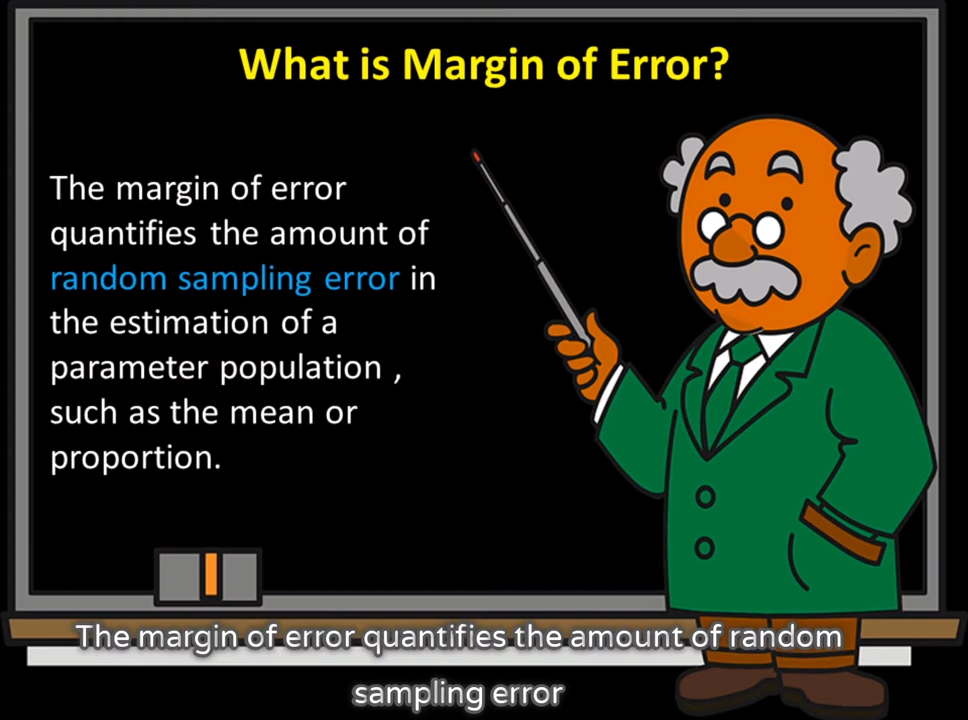 What is Margin of Error?
The margin of error
quantifies the amount of
random sampling error in
the estimation of a
parameter population ,
such as the mean or
proportion.
The margin of error quantifies the amount of random
sampling error